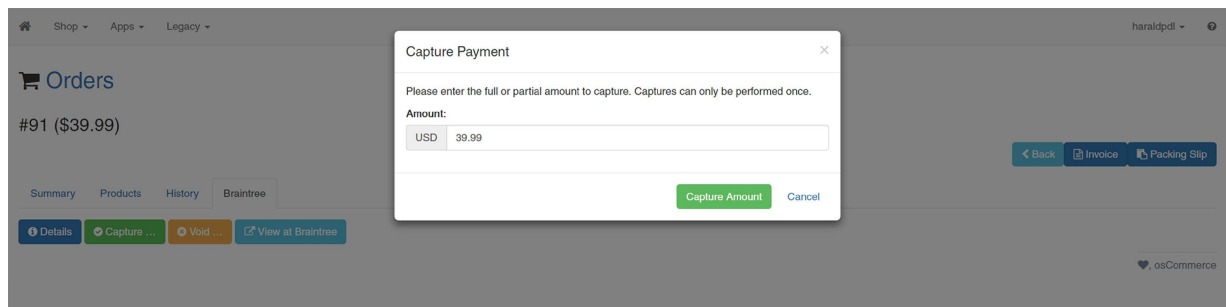 Shop Apps Legacy haraldpdl
Capture Payment ×
Orders
Please enter the full or partial amount to capture. Captures can only be performed once.
Amount:
#91 ($39.99)
USD 39.99
Back Invoice Packing Slip
Summary Products History Braintree
Capture Amount Cancel
Details Capture ... Void ... View at Braintree
, osCommerce